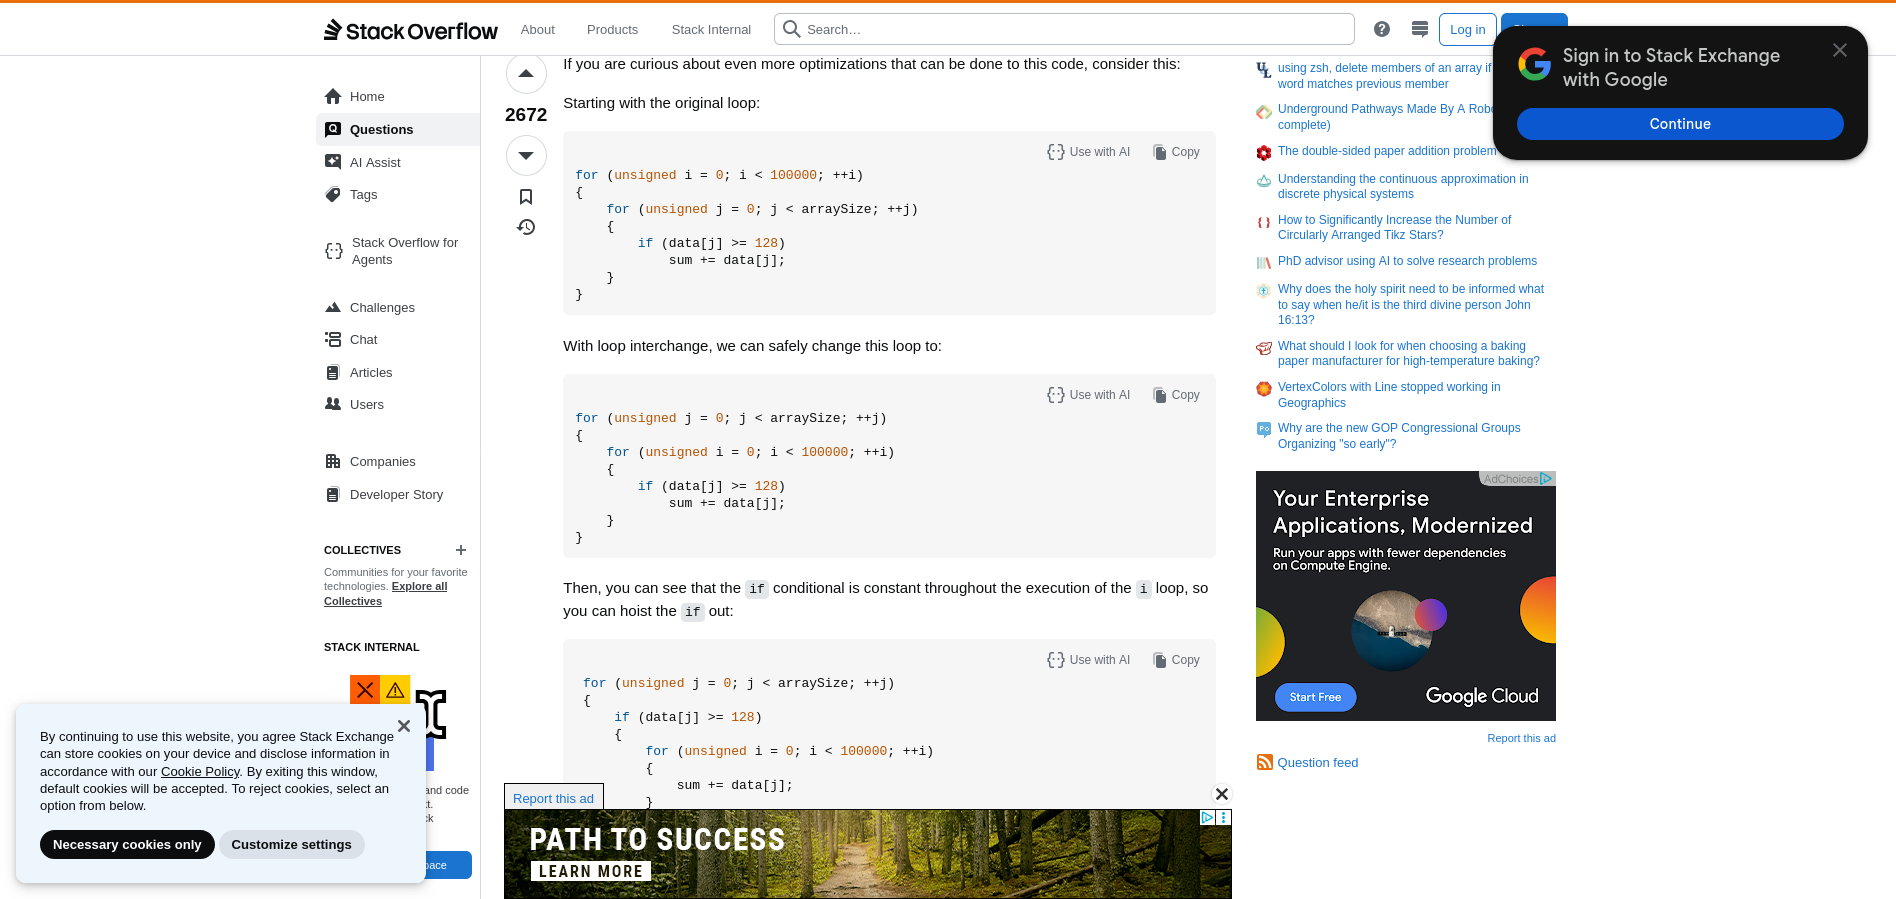 Stack Overflow
About
Products
Stack Internal
Search…
Log in
Sign in to Stack Exchange
with Google
Continue
Home
Questions
AI Assist
Tags
Stack Overflow for
Agents
Challenges
Chat
Articles
Users
Companies
Developer Story
COLLECTIVES
Communities for your favorite
technologies. Explore all
Collectives
STACK INTERNAL
and code
ck
By continuing to use this website, you agree Stack Exchange
can store cookies on your device and disclose information in
accordance with our Cookie Policy. By exiting this window,
default cookies will be accepted. To reject cookies, select an
option from below.
Necessary cookies only
Customize settings
2672
If you are curious about even more optimizations that can be done to this code, consider this:
Starting with the original loop:
Use with AI
Copy
for (unsigned i = 0; i < 100000; ++i)
{
    for (unsigned j = 0; j < arraySize; ++j)
    {
        if (data[j] >= 128)
            sum += data[j];
    }
}
With loop interchange, we can safely change this loop to:
Use with AI
Copy
for (unsigned j = 0; j < arraySize; ++j)
{
    for (unsigned i = 0; i < 100000; ++i)
    {
        if (data[j] >= 128)
            sum += data[j];
    }
}
Then, you can see that the if conditional is constant throughout the execution of the i loop, so
you can hoist the if out:
Use with AI
Copy
for (unsigned j = 0; j < arraySize; ++j)
{
    if (data[j] >= 128)
    {
        for (unsigned i = 0; i < 100000; ++i)
        {
            sum += data[j];
        }
Report this ad
PATH TO SUCCESS
LEARN MORE
using zsh, delete members of an array if
word matches previous member
Underground Pathways Made By A
complete)
The double-sided paper addition problem
Understanding the continuous approximation in
discrete physical systems
How to Significantly Increase the Number of
Circularly Arranged Tikz Stars?
PhD advisor using AI to solve research problems
Why does the holy spirit need to be informed what
to say when he/it is the third divine person John
16:13?
What should I look for when choosing a baking
paper manufacturer for high-temperature baking?
VertexColors with Line stopped working in
Geographics
Why are the new GOP Congressional Groups
Organizing "so early"?
AdChoices
Your Enterprise
Applications, Modernized
Run your apps with fewer dependencies
on Compute Engine.
Start Free
Google Cloud
Report this ad
Question feed